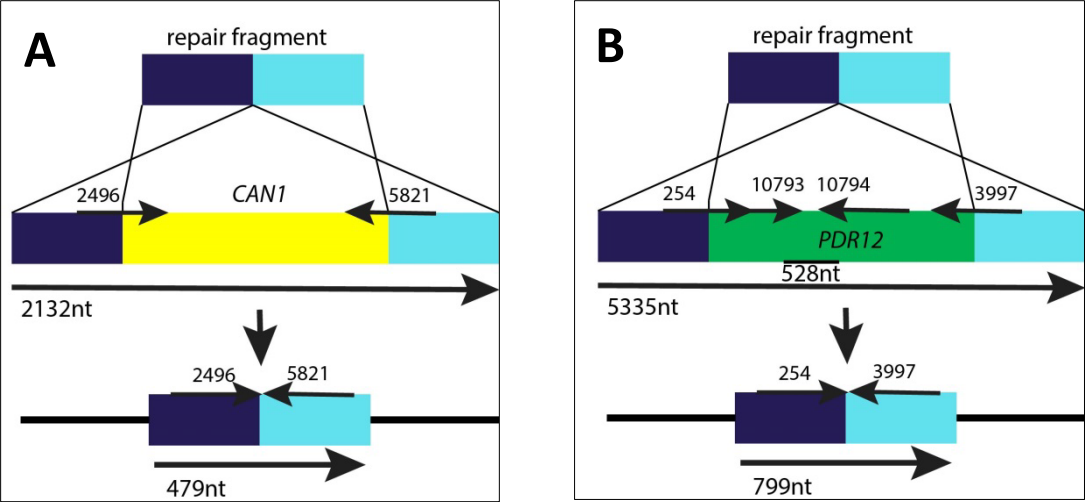 A
repair fragment
2496
CAN1
5821
2132nt
2496
5821
479nt
B
repair fragment
254
10793
10794
3997
PDR12
528nt
5335nt
254
3997
799nt